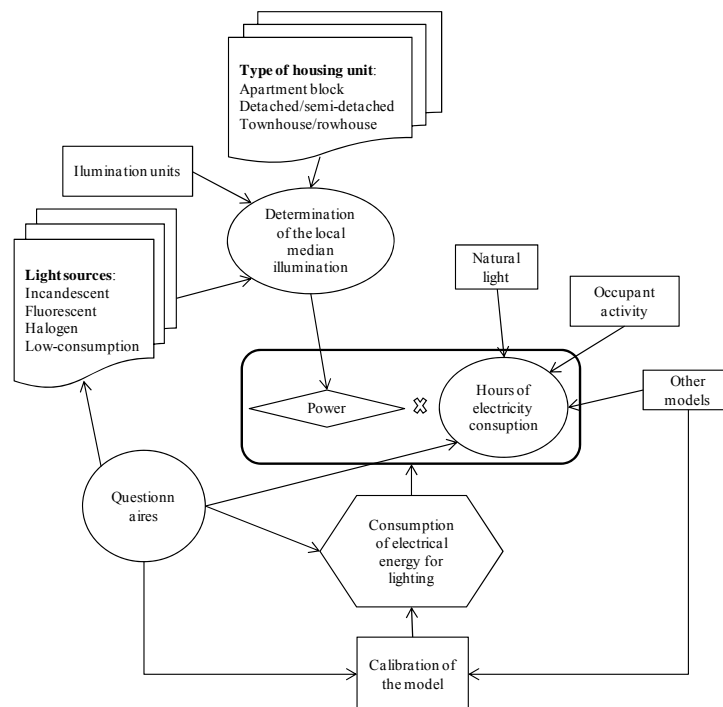 Type of housing unit:
Apartment block
Detached/semi-detached
Townhouse/rowhouse
Ilumination units
Determination
of the local
median
illumination
Light sources:
Incandescent
Fluorescent
Halogen
Low-consumption
Natural
light
Occupant
activity
Power
Hours of
electricity
consuption
Other
models
Questionn
aires
Consumption
of electrical
energy for
lighting
Calibration of
the model